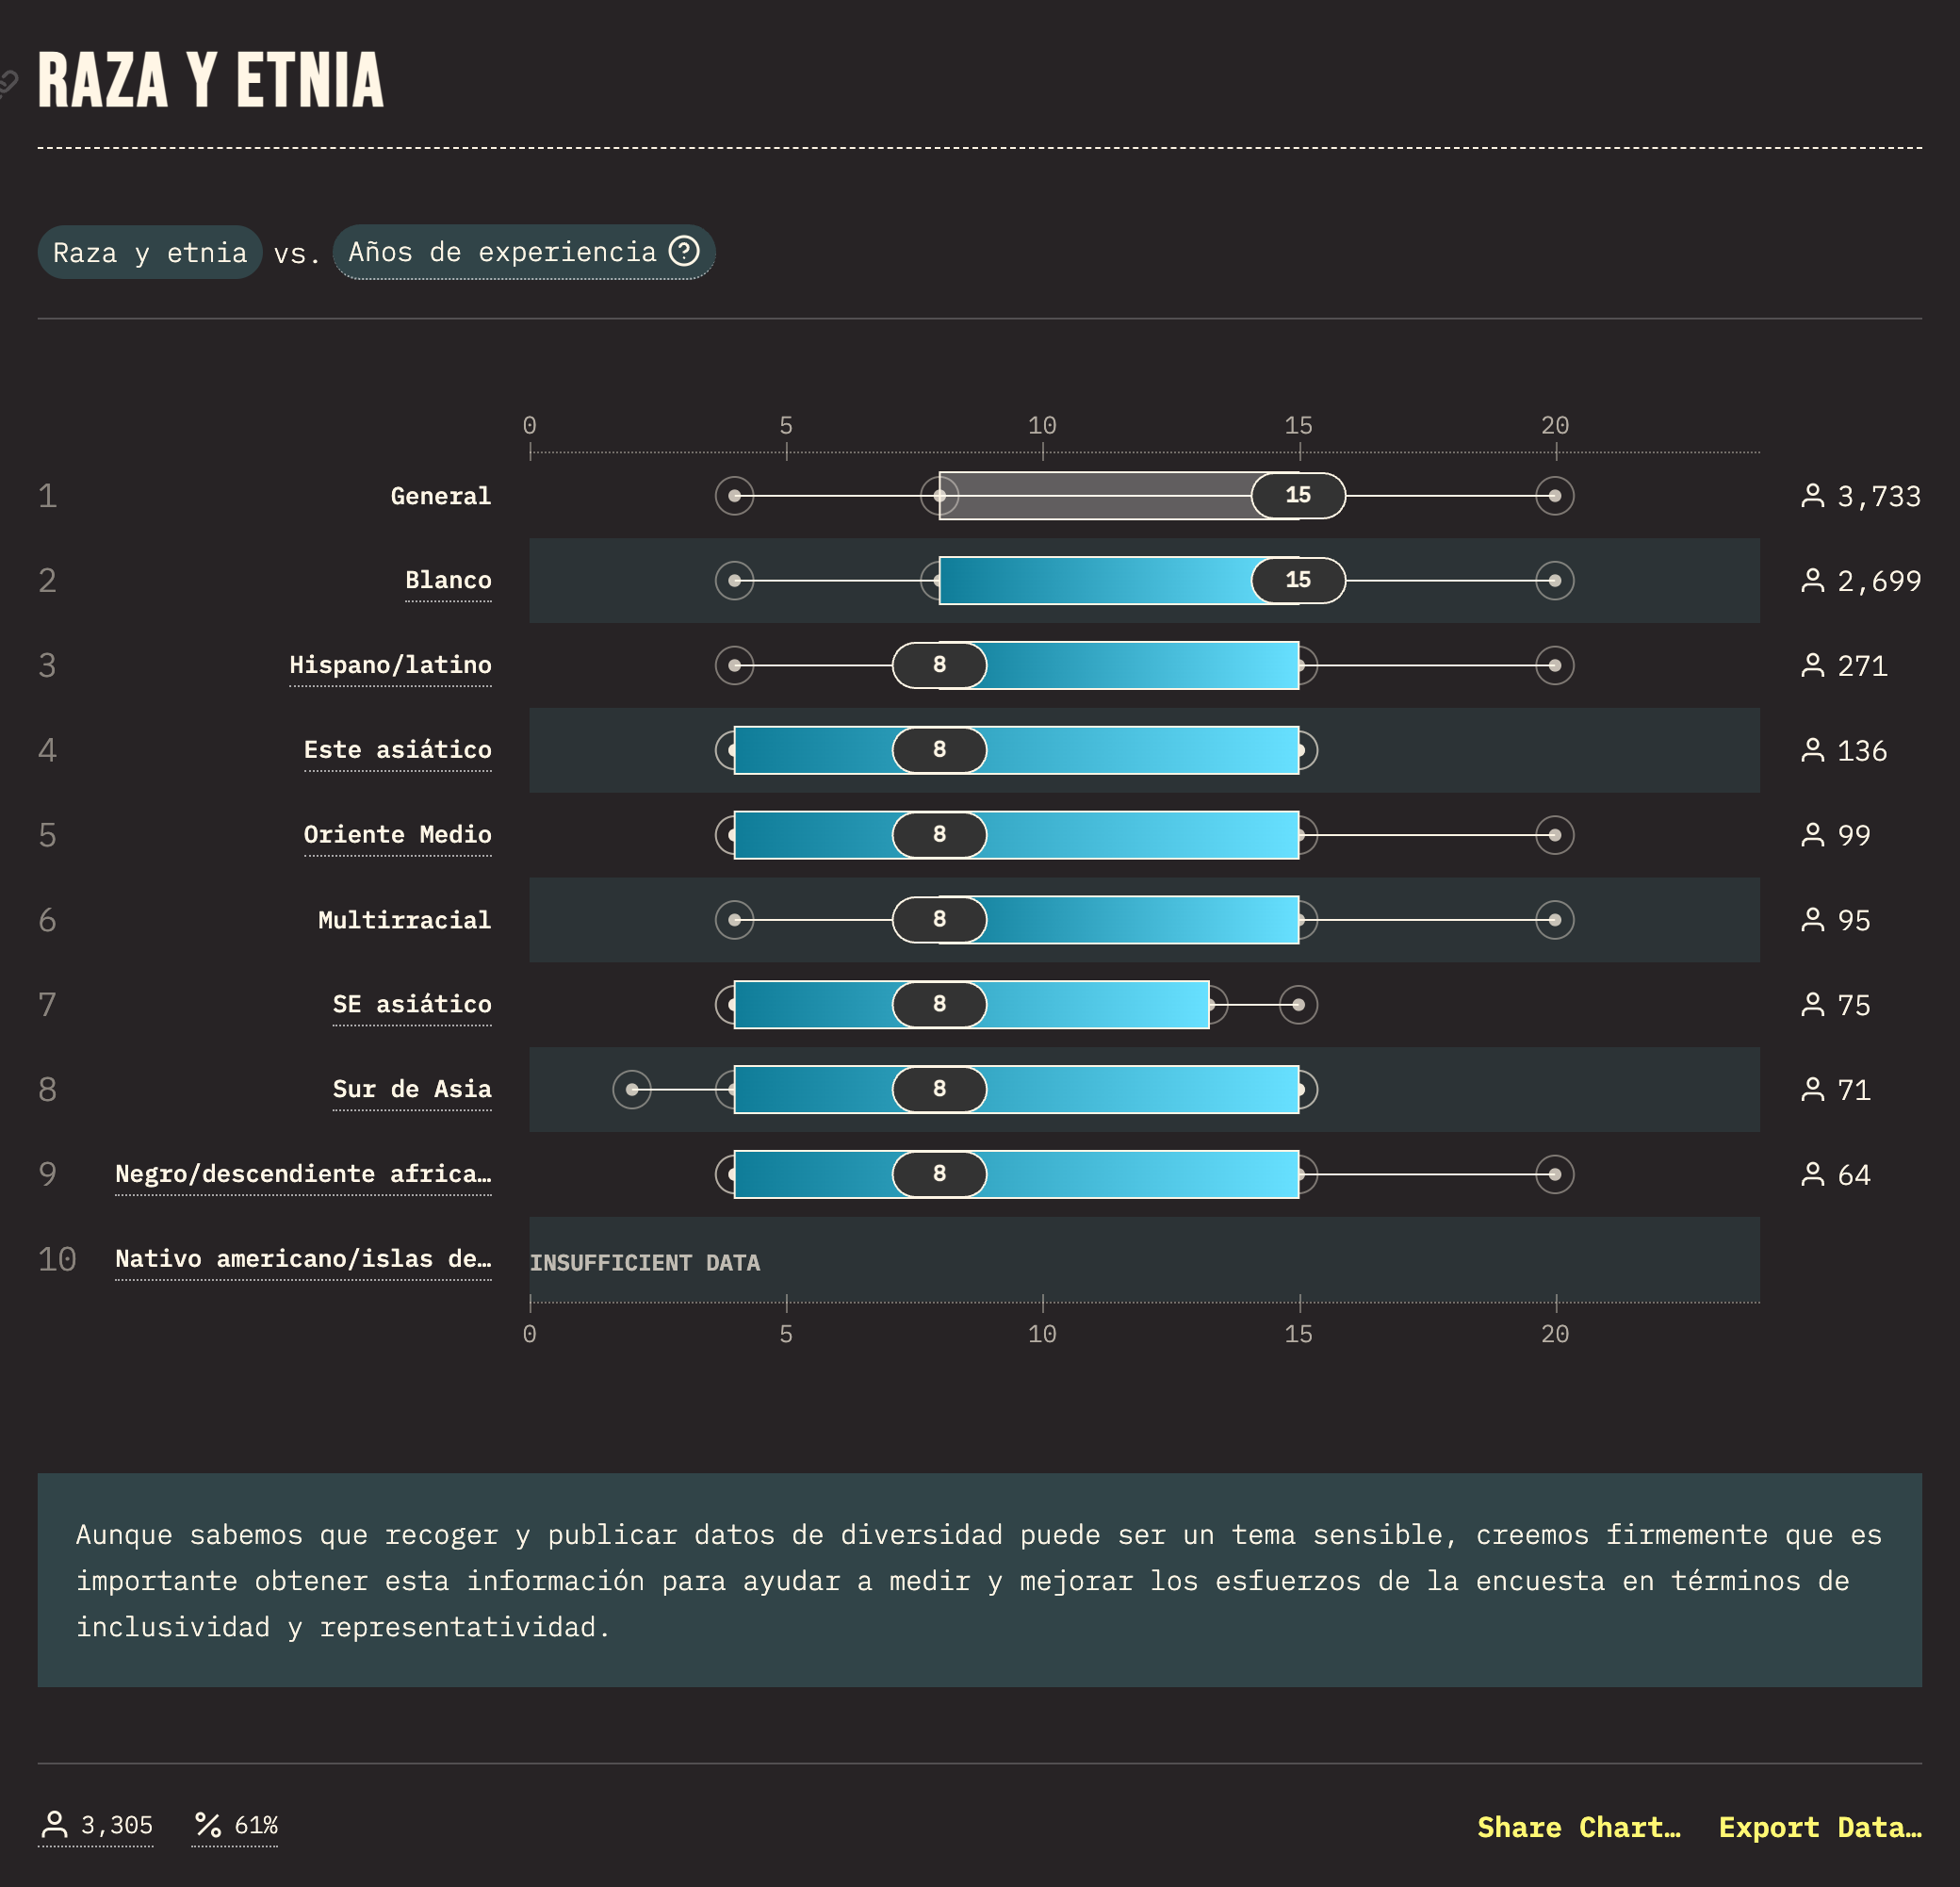 RAZA Y ETNIA
Raza y etnia vs. Años de experiencia ?
0 5 10 15 20
1 General 15 3,733
2 Blanco 15 2,699
3 Hispano/latino 8 271
4 Este asiático 8 136
5 Oriente Medio 8 99
6 Multirracial 8 95
7 SE asiático 8 75
8 Sur de Asia 8 71
9 Negro/descendiente africa… 8 64
10 Nativo americano/islas de… INSUFFICIENT DATA
0 5 10 15 20
Aunque sabemos que recoger y publicar datos de diversidad puede ser un tema sensible, creemos firmemente que es
importante obtener esta información para ayudar a medir y mejorar los esfuerzos de la encuesta en términos de
inclusividad y representatividad.
3,305 % 61% Share Chart… Export Data…